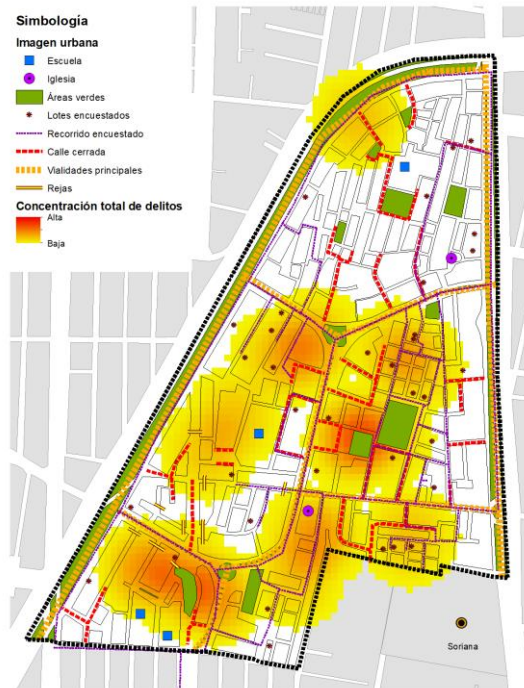 Simbología
Imagen urbana
Escuela
Iglesia
Áreas verdes
Lotes encuestados
Recorrido encuestado
Calle cerrada
Vialidades principales
Rejas
Concentración total de delitos
Alta
Baja
Soriana